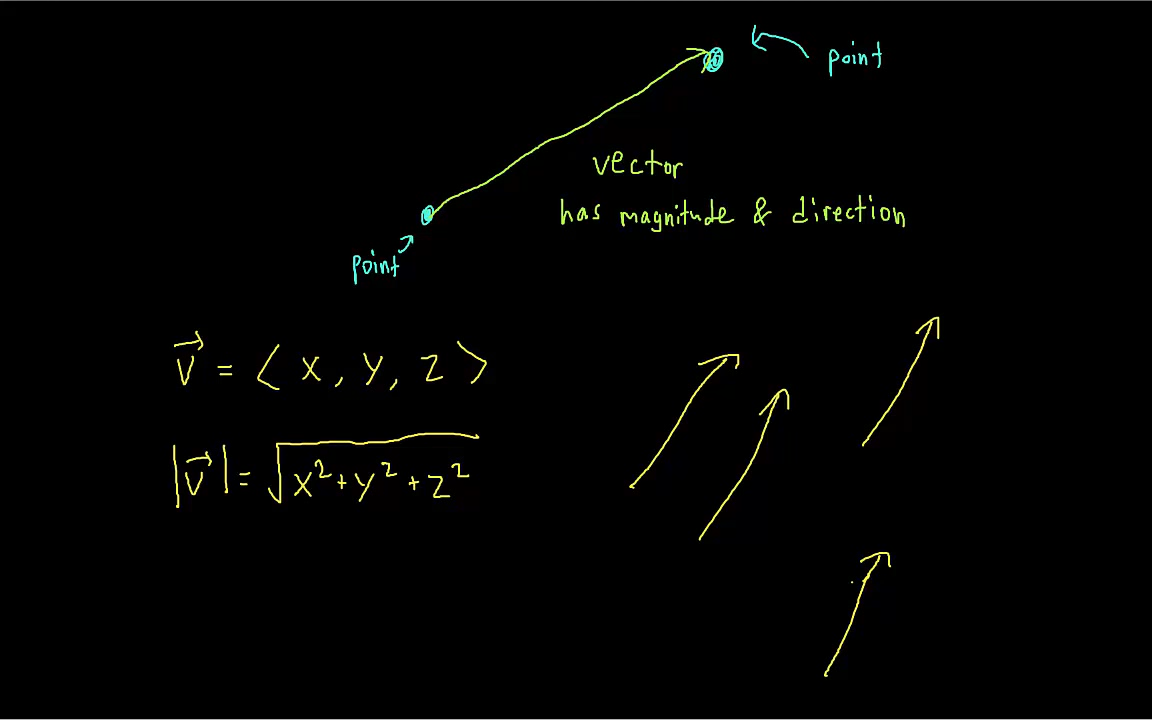 point
vector
has magnitude & direction
point
v⃗ = ⟨ x, y, z ⟩
|v⃗| = √x²+y²+z²